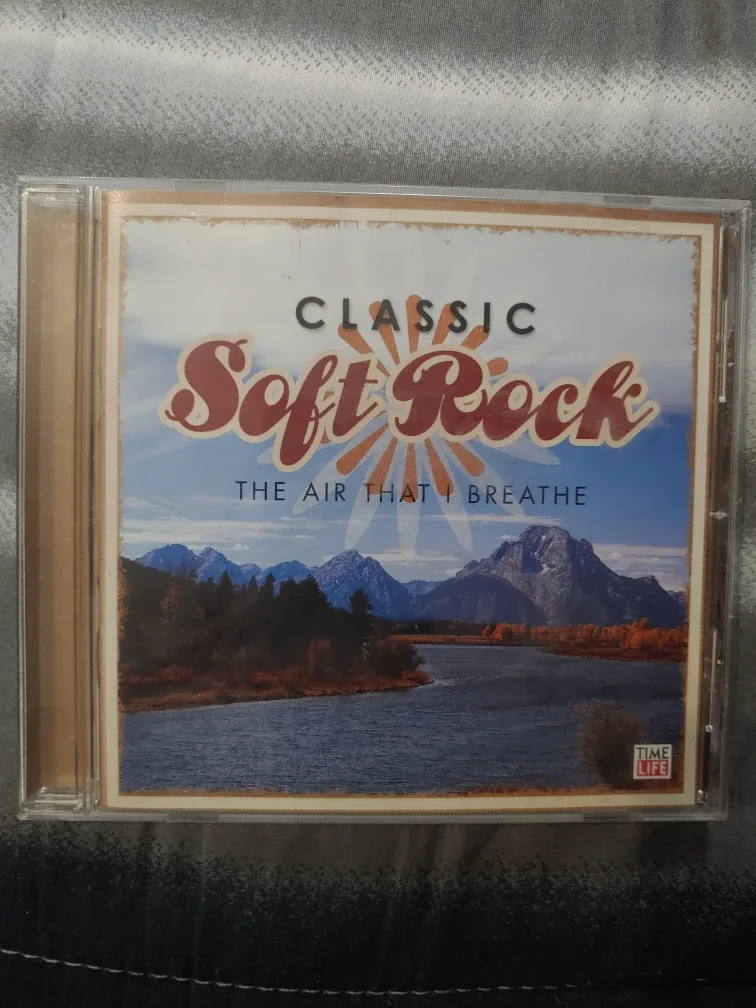 CLASSIC
Soft Rock
THE AIR THAT I BREATHE
TIME
LIFE